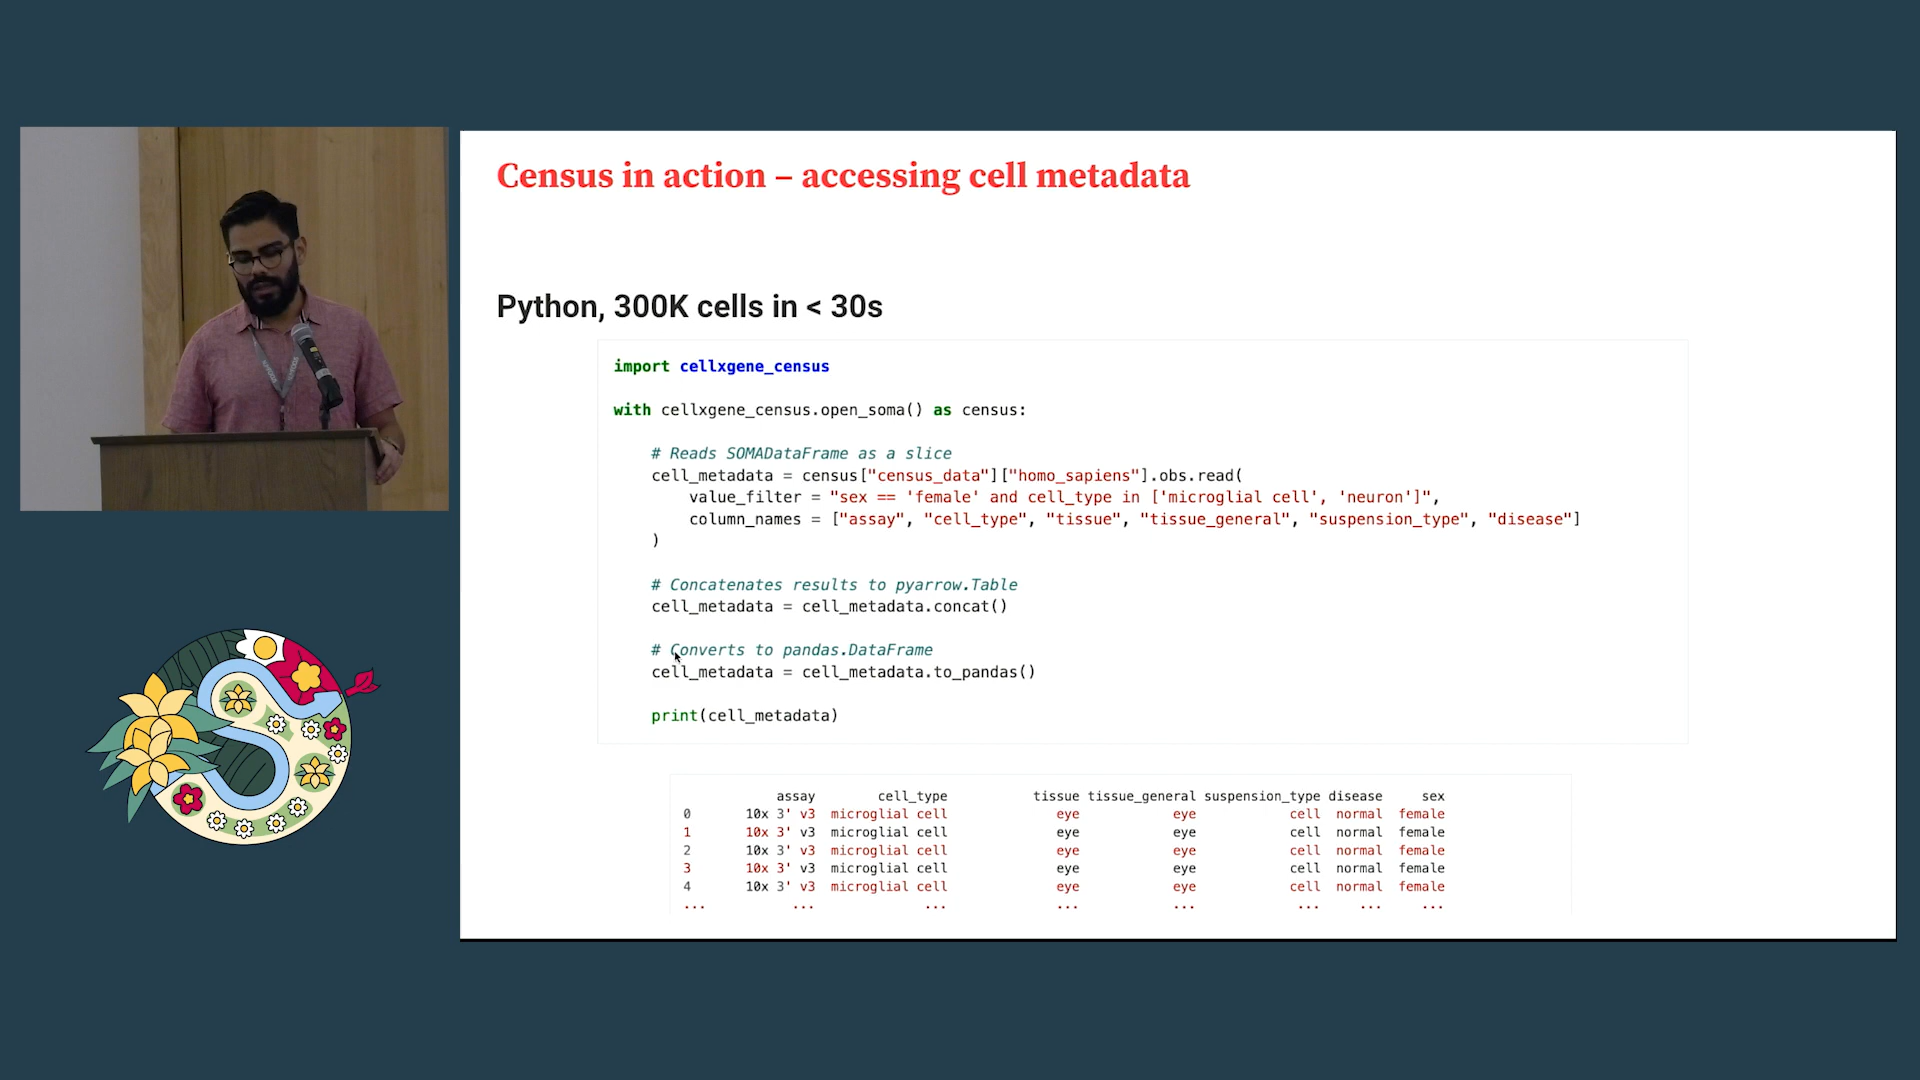 Census in action – accessing cell metadata
Python, 300K cells in < 30s
import cellxgene_census
with cellxgene_census.open_soma() as census:
# Reads SOMADataFrame as a slice
cell_metadata = census["census_data"]["homo_sapiens"].obs.read(
value_filter = "sex == 'female' and cell_type in ['microglial cell', 'neuron']",
column_names = ["assay", "cell_type", "tissue", "tissue_general", "suspension_type", "disease"]
)
# Concatenates results to pyarrow.Table
cell_metadata = cell_metadata.concat()
# Converts to pandas.DataFrame
cell_metadata = cell_metadata.to_pandas()
print(cell_metadata)
assay cell_type tissue tissue_general suspension_type disease sex
0 10x 3' v3 microglial cell eye eye cell normal female
1 10x 3' v3 microglial cell eye eye cell normal female
2 10x 3' v3 microglial cell eye eye cell normal female
3 10x 3' v3 microglial cell eye eye cell normal female
4 10x 3' v3 microglial cell eye eye cell normal female
... ... ... ... ... ... ... ...